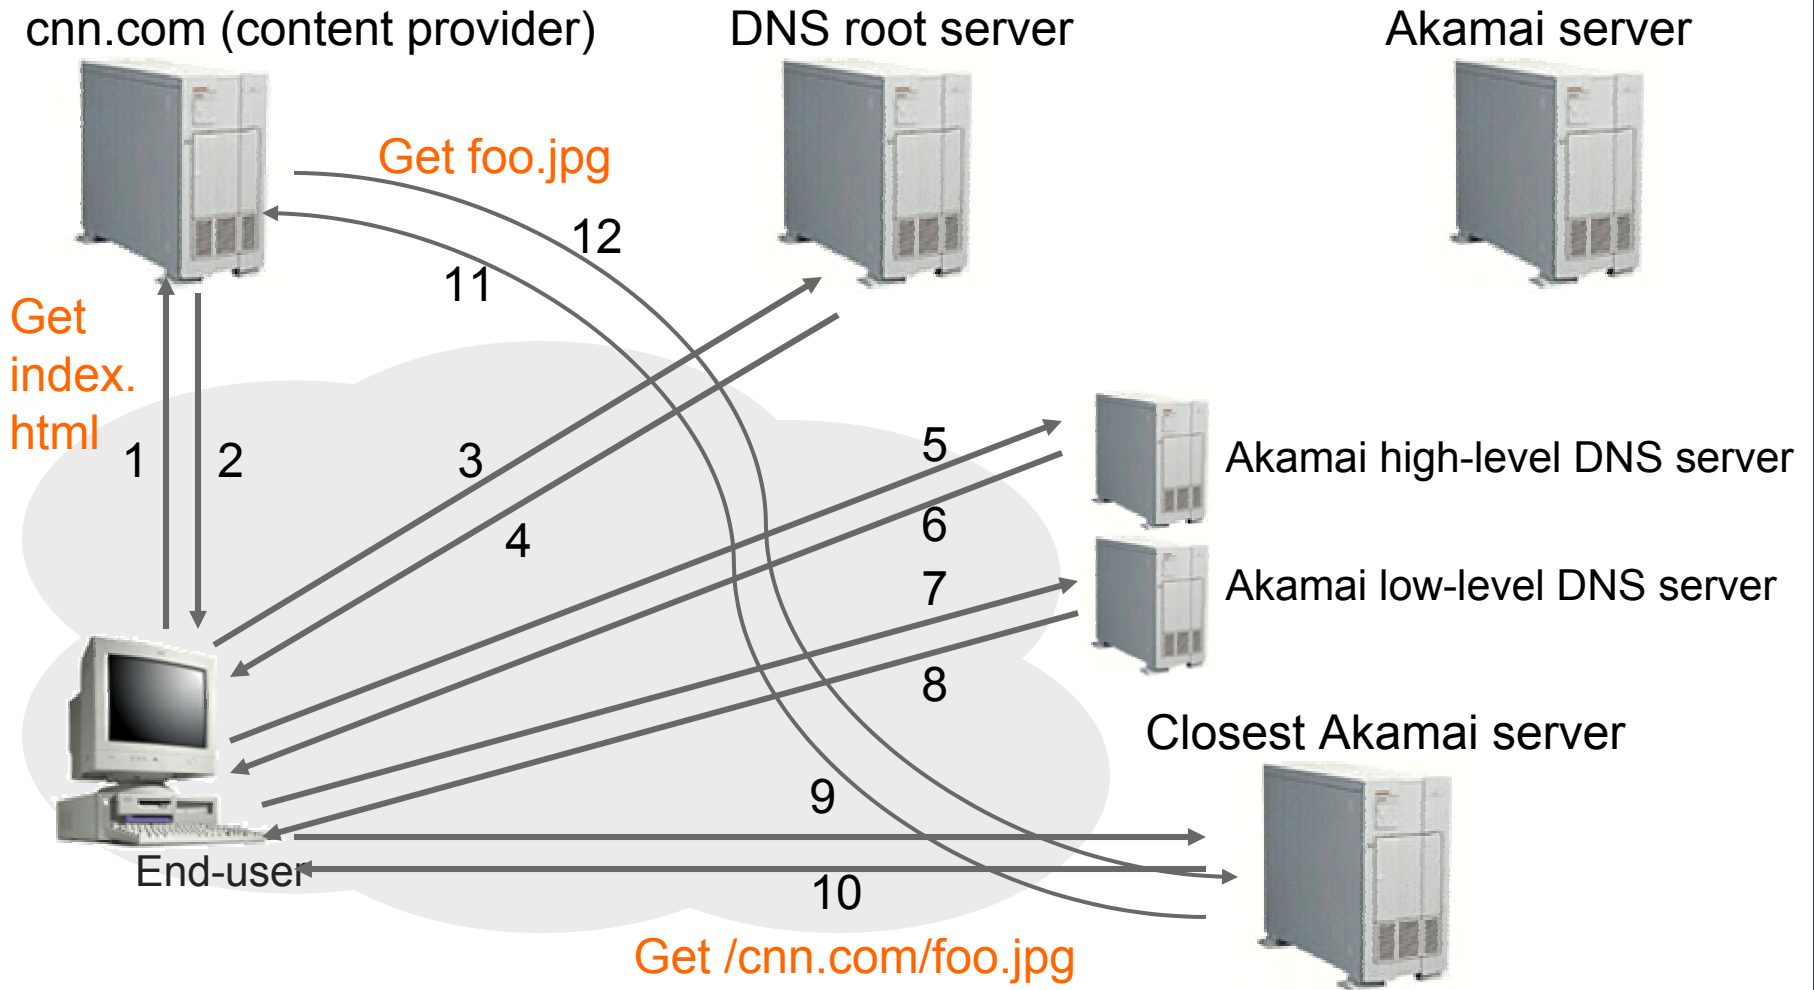 cnn.com (content provider)
DNS root server
Akamai server
Get foo.jpg
12
11
Get
index.
html
1
2
3
4
5
Akamai high-level DNS server
6
7
Akamai low-level DNS server
8
Closest Akamai server
9
End-user
10
Get /cnn.com/foo.jpg